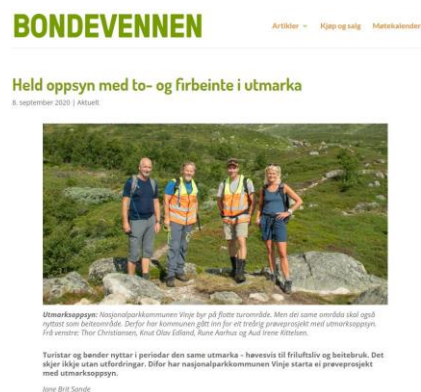 BONDEVENNEN
Artikler
Kjøp og salg
Møtekalender
Held oppsyn med to- og firbeinte i utmarka
8. september 2020 | Aktuelt
Utmarksoppsyn: Nasjonalparkkommunen Vinje byr på flotte turområde. Men dei same områda skal også
nyttast som beiteområde. Derfor har kommunen gått inn for eit treårig prøveprosjekt med utmarksoppsyn.
Frå venstre: Thor Christiansen, Knut Olav Edland, Rune Aarhus og Aud Irene Kittelsen.
Turistar og bønder nyttar i periodar den same utmarka – høvesvis til friluftsliv og beitebruk. Det
skjer ikkje utan utfordringar. Difor har nasjonalparkkommunen Vinje starta ei prøveprosjekt
med utmarksoppsyn.
Jane Brit Sande